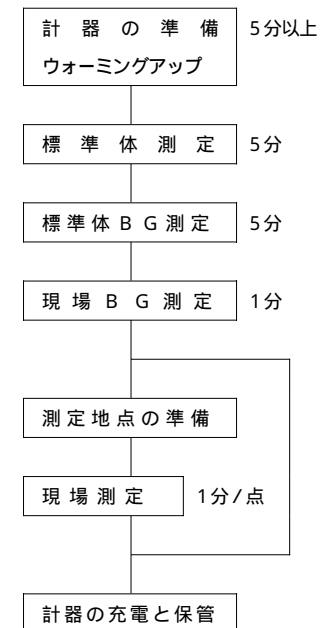 計器の準備 5分以上
ウォーミングアップ
標準体測定 5分
標準体BG測定 5分
現場BG測定 1分
測定地点の準備
現場測定 1分/点
計器の充電と保管